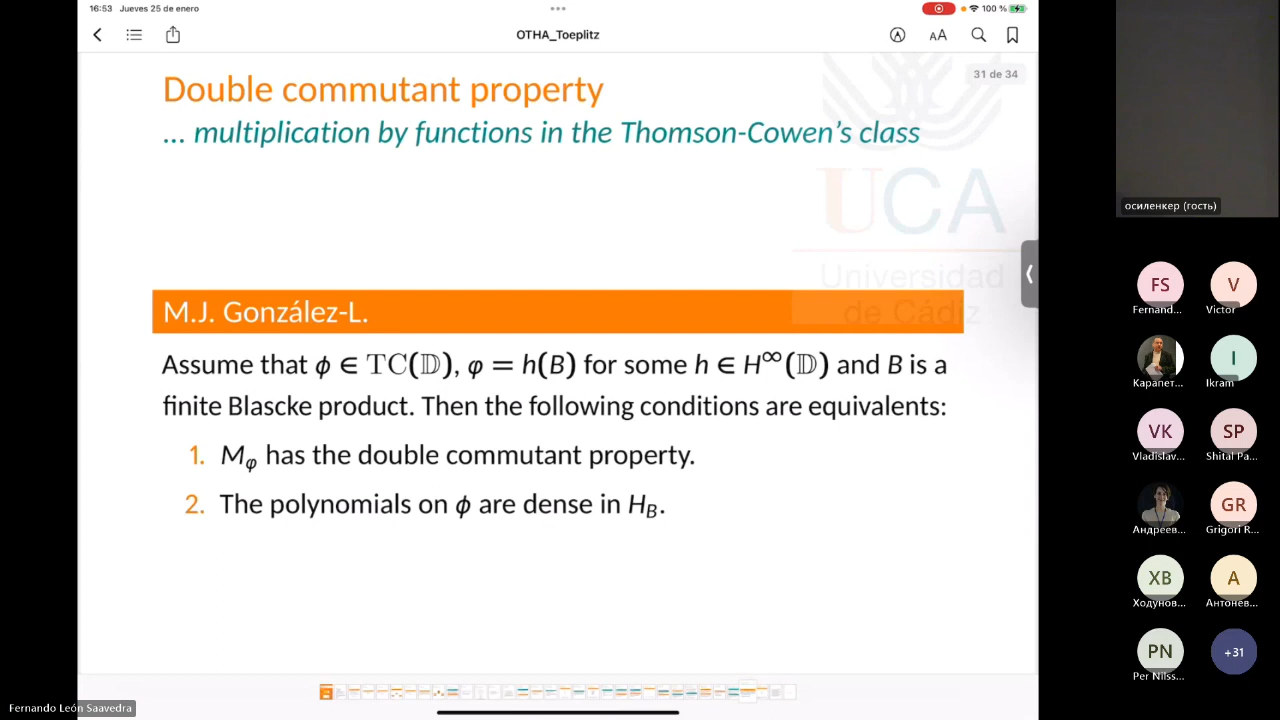 16:53 Jueves 25 de enero
100 %
OTHA_Toeplitz
31 de 34
Double commutant property
... multiplication by functions in the Thomson-Cowen's class
UCA
Universidad
de Cádiz
M.J. González-L.
Assume that ϕ ∈ TC(𝔻), φ = h(B) for some h ∈ H∞(𝔻) and B is a
finite Blascke product. Then the following conditions are equivalents:
1. Mφ has the double commutant property.
2. The polynomials on ϕ are dense in HB.
осиленкер (гость)
FS
Fernand...
V
Victor
Карапет...
I
Ikram
VK
Vladislav...
SP
Shital Pa...
Андреев...
GR
Grigori R...
ХВ
Ходунов...
А
Антонев...
PN
Per Nilss...
+31
Fernando León Saavedra